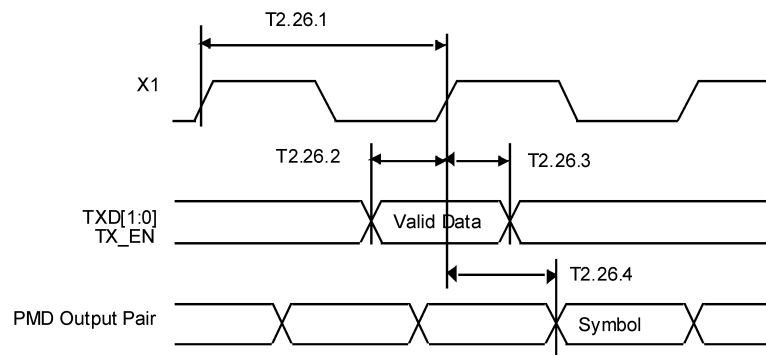 T2.26.1
X1
T2.26.2
T2.26.3
TXD[1:0]
TX_EN
Valid Data
T2.26.4
PMD Output Pair
Symbol